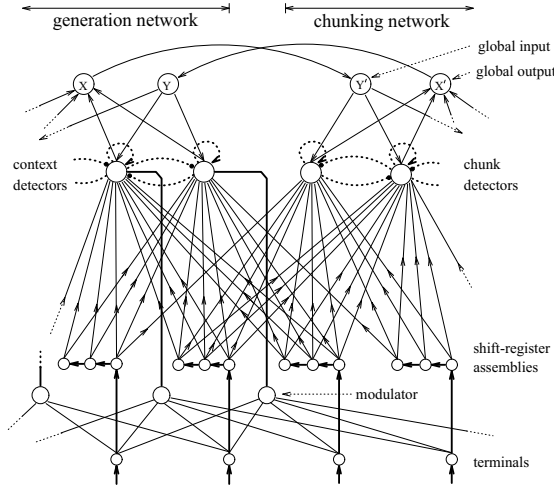 generation network
chunking network
global input
global output
X
Y
Y'
X'
context
detectors
chunk
detectors
shift-register
assemblies
modulator
terminals